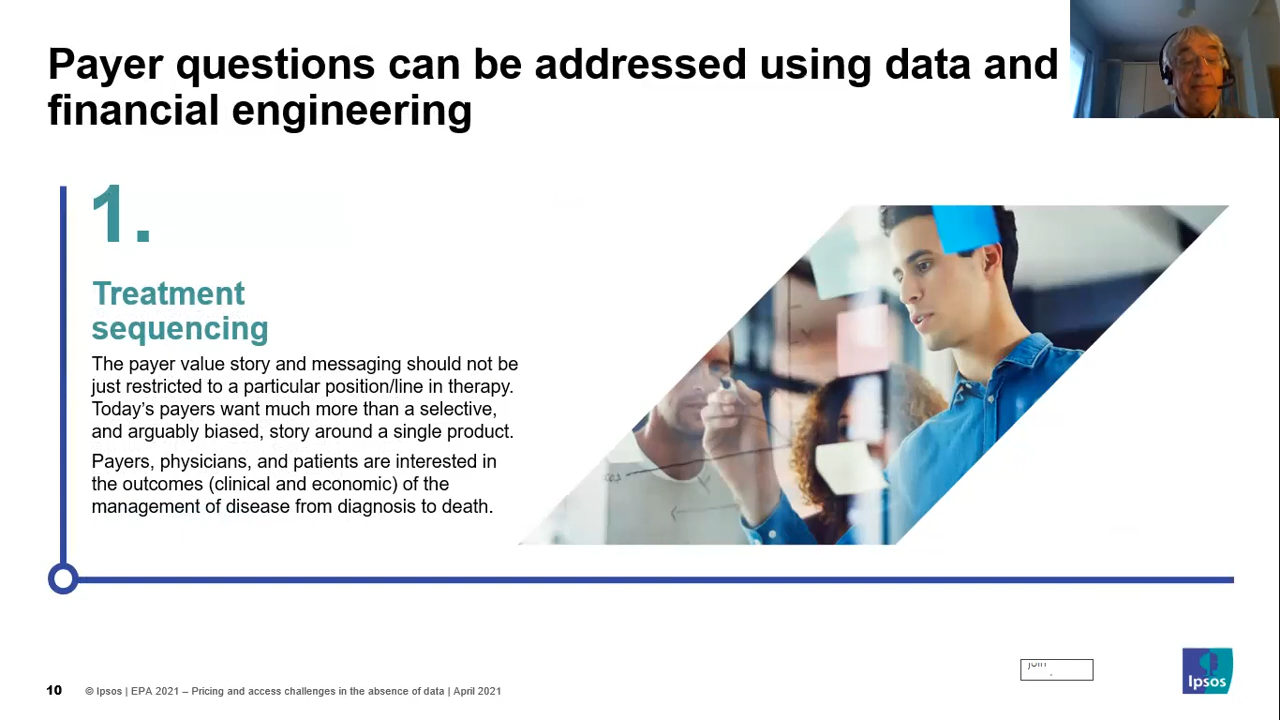 Payer questions can be addressed using data and
financial engineering
1.
Treatment
sequencing
The payer value story and messaging should not be
just restricted to a particular position/line in therapy.
Today’s payers want much more than a selective,
and arguably biased, story around a single product.
Payers, physicians, and patients are interested in
the outcomes (clinical and economic) of the
management of disease from diagnosis to death.
10
© Ipsos | EPA 2021 – Pricing and access challenges in the absence of data | April 2021
Ipsos